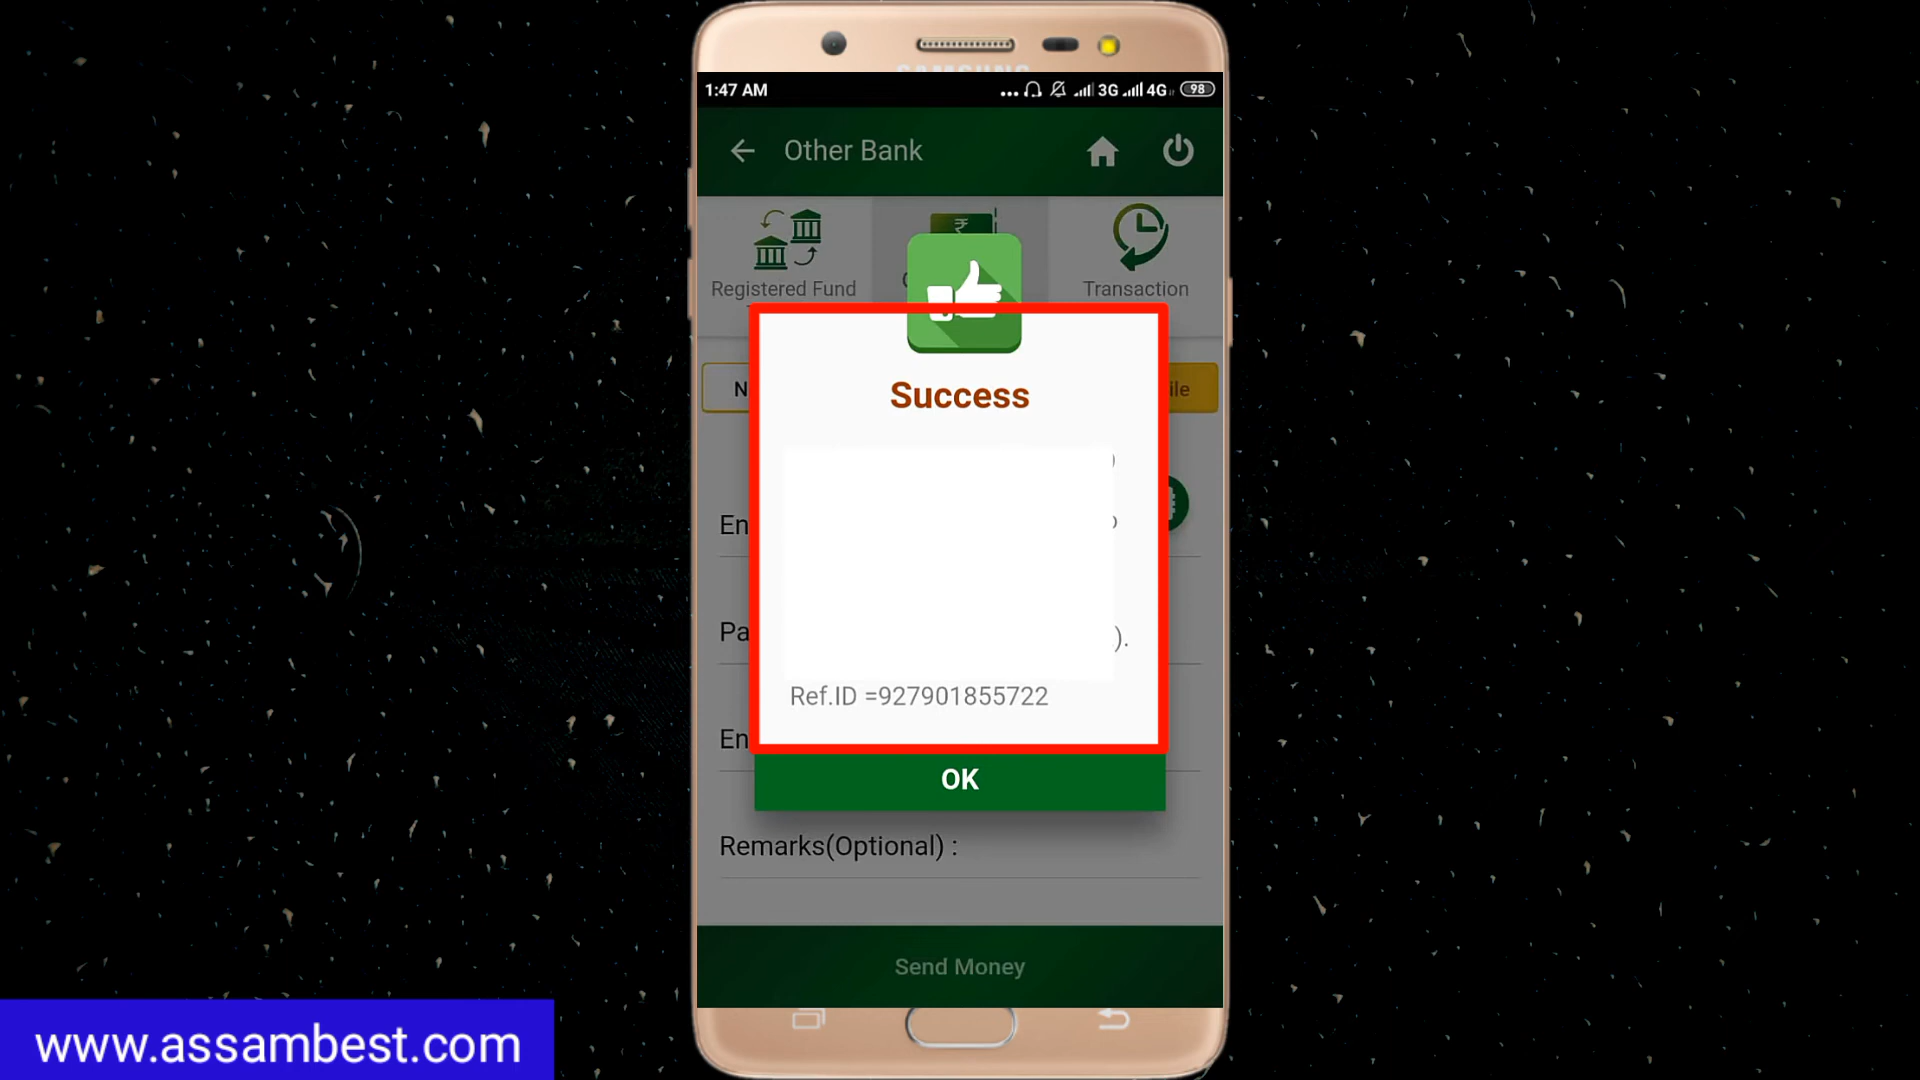 1:47 AM
3G 4G 98
Other Bank
Registered Fund
Transaction
Success
).
Ref.ID =927901855722
OK
Remarks(Optional) :
Send Money
www.assambest.com